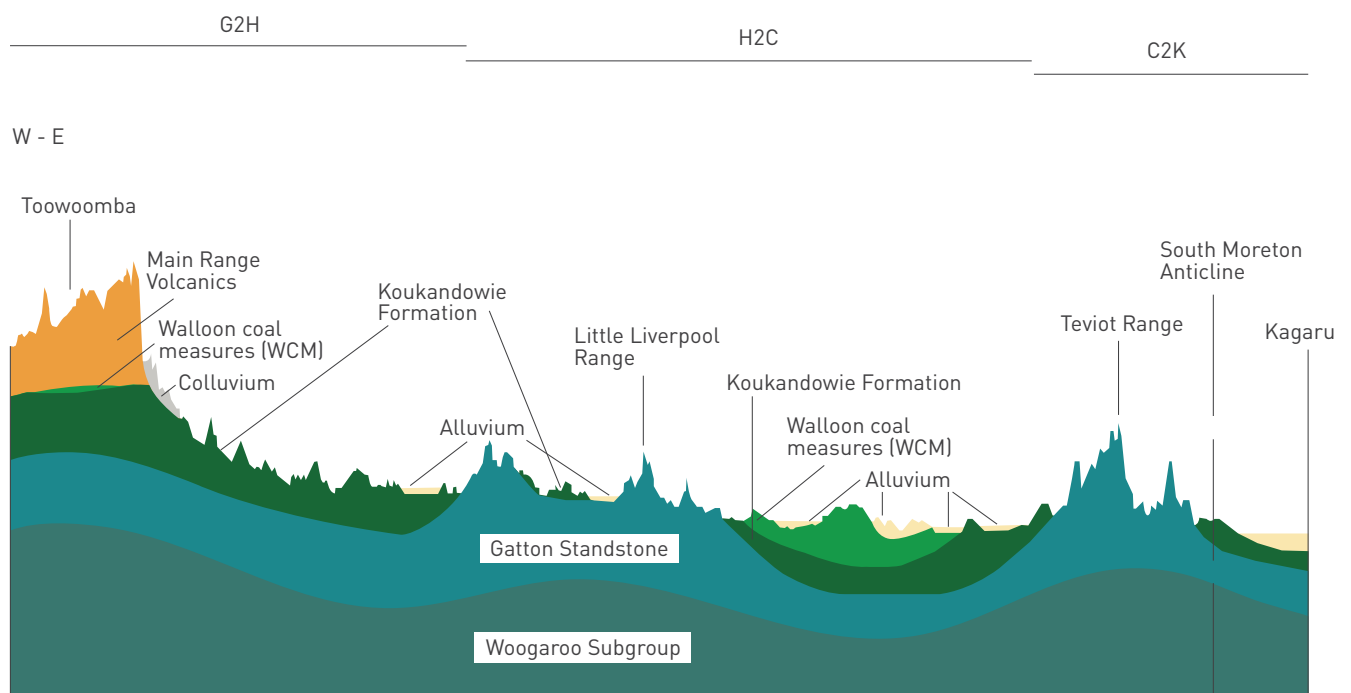 G2H
H2C
C2K
W - E
Toowoomba
Main Range
Volcanics
Walloon coal
measures (WCM)
Colluvium
Koukandowie
Formation
Alluvium
Little Liverpool
Range
Koukandowie Formation
Walloon coal
measures (WCM)
Alluvium
Teviot Range
South Moreton
Anticline
Kagaru
Gatton Standstone
Woogaroo Subgroup